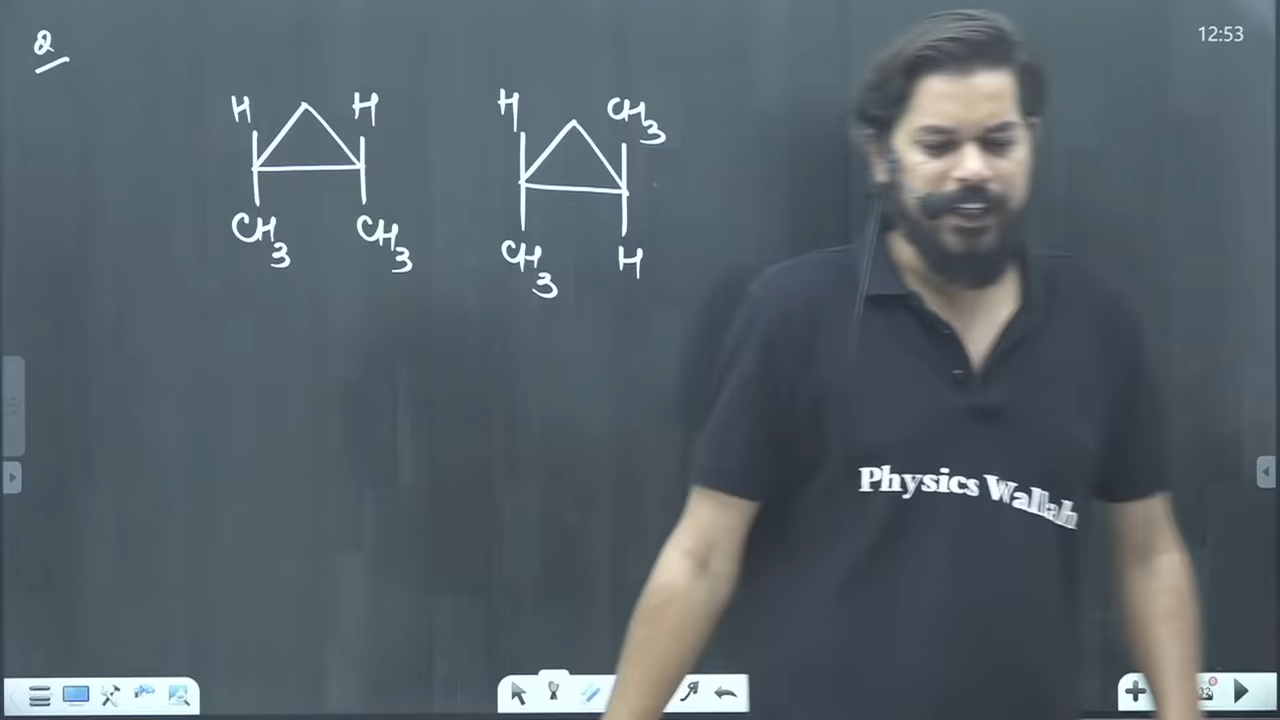 Q
12:53
H H H CH3
CH3 CH3 CH3 H
Physics Wallah